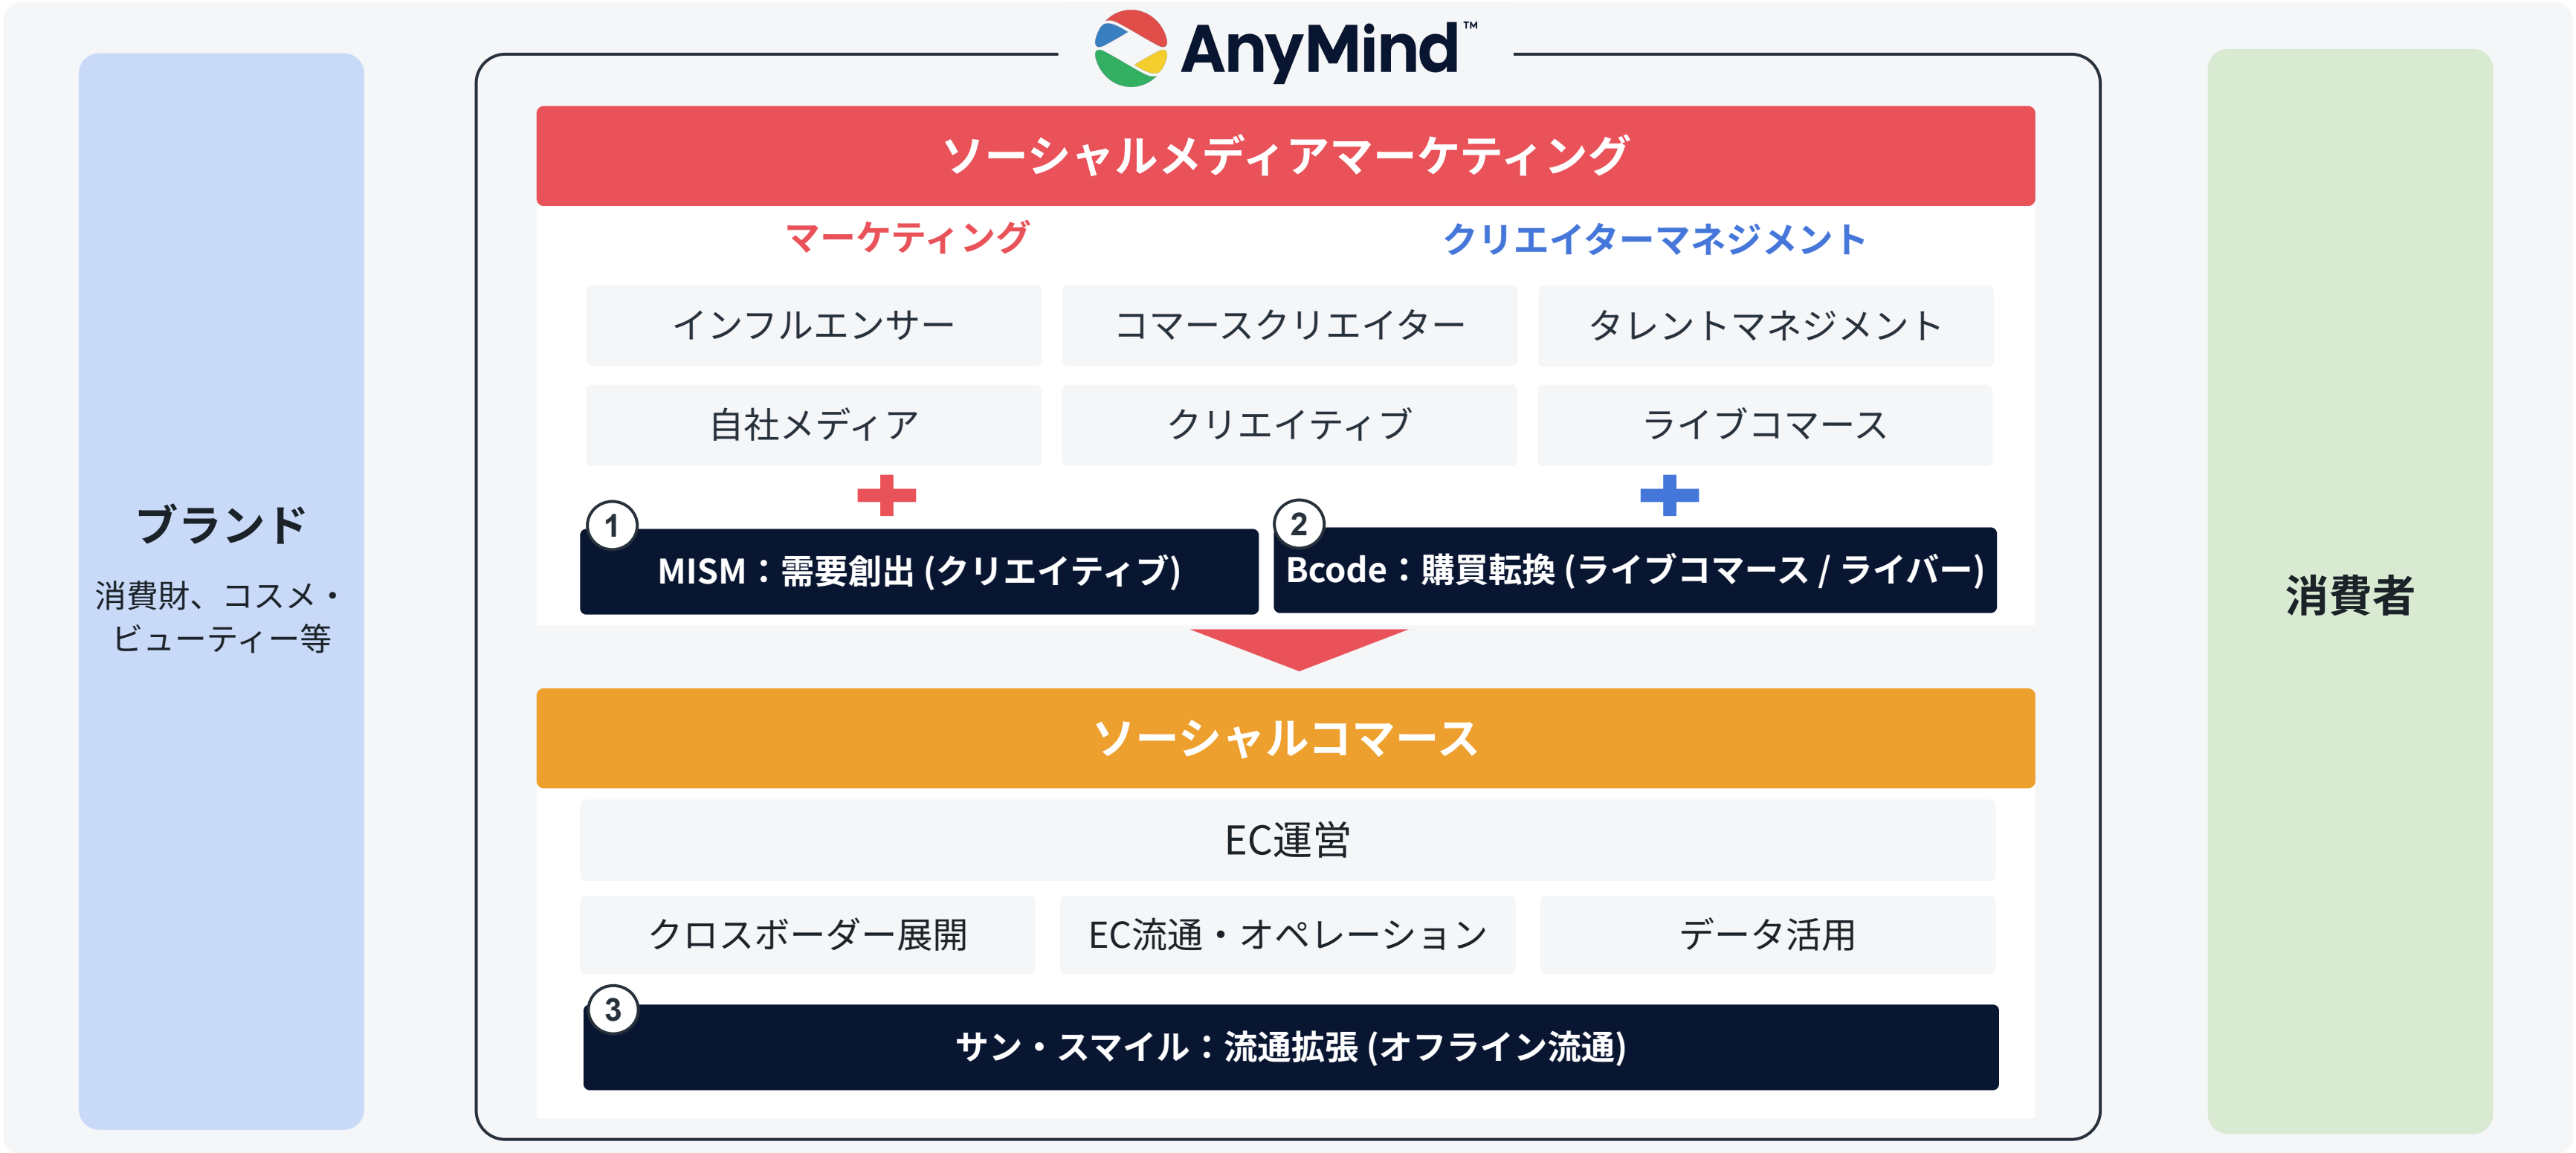 AnyMind™
ブランド
消費財、コスメ・
ビューティー等
ソーシャルメディアマーケティング
マーケティング
クリエイターマネジメント
インフルエンサー
コマースクリエイター
タレントマネジメント
自社メディア
クリエイティブ
ライブコマース
1
MISM：需要創出 (クリエイティブ)
2
Bcode：購買転換 (ライブコマース / ライバー)
ソーシャルコマース
EC運営
クロスボーダー展開
EC流通・オペレーション
データ活用
3
サン・スマイル：流通拡張 (オフライン流通)
消費者